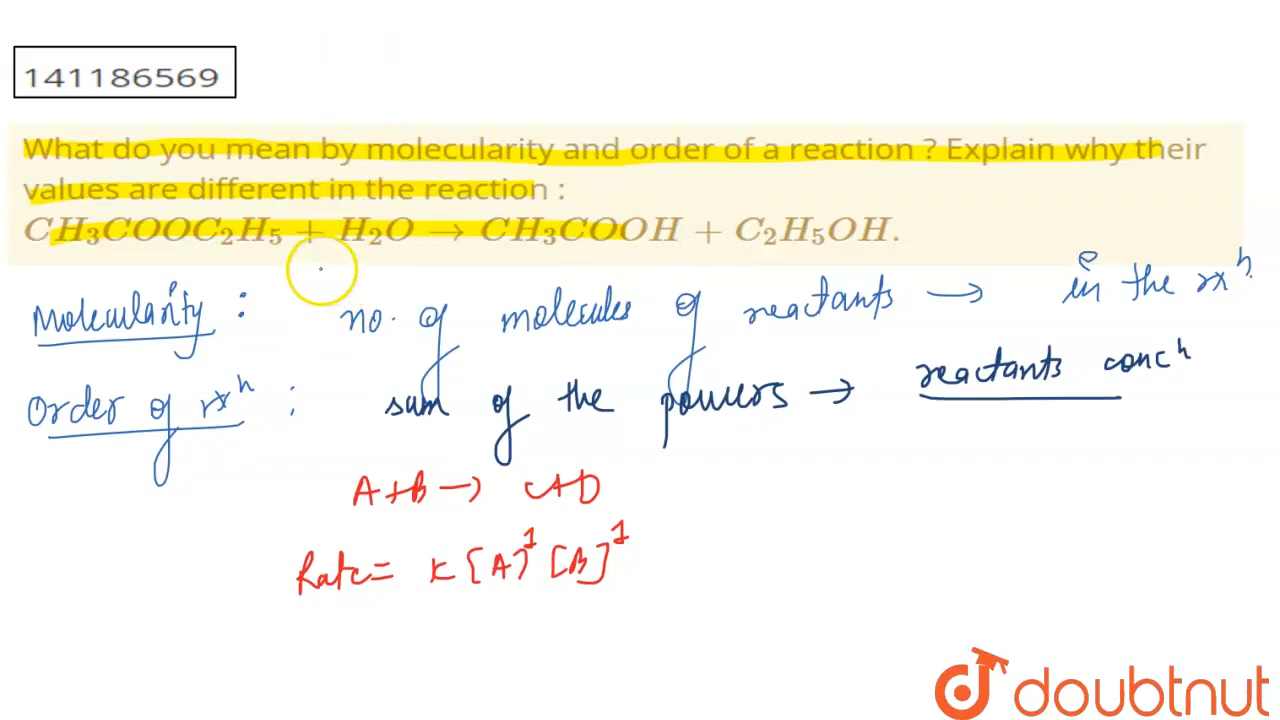 141186569
What do you mean by molecularity and order of a reaction ? Explain why their
values are different in the reaction :
CH₃COOC₂H₅ + H₂O → CH₃COOH + C₂H₅OH.
Molecularity : no. of molecules of reactants → in the rxⁿ.
Order of rxⁿ : sum of the powers → reactants concⁿ
A+B → C+D
Rate = K[A]¹ [B]¹
doubtnut